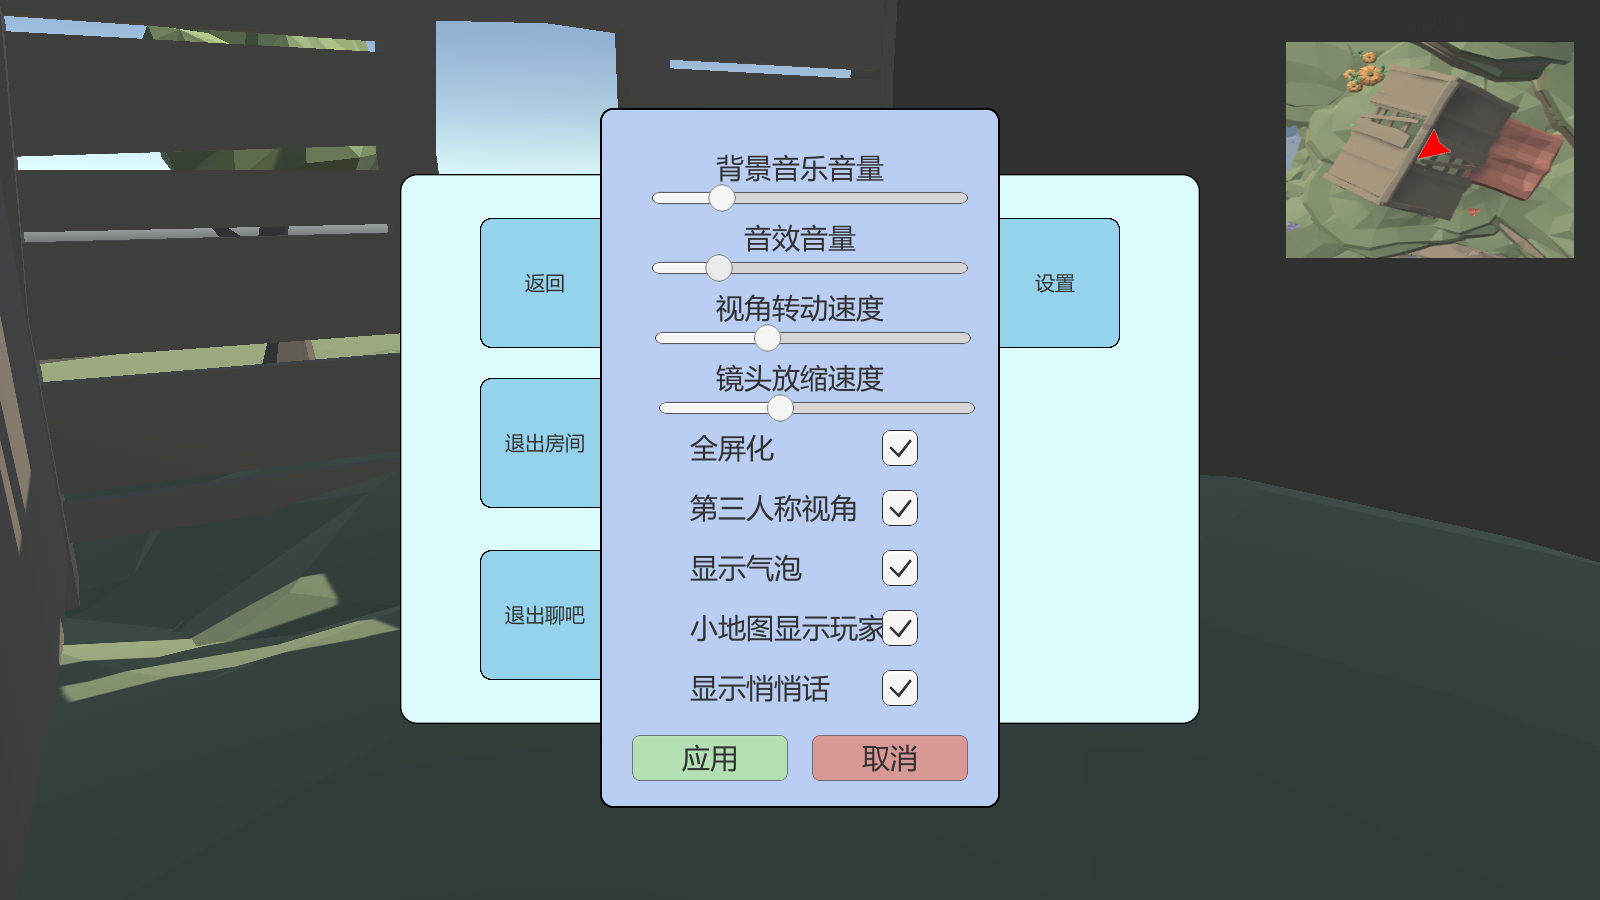 背景音乐音量
音效音量
视角转动速度
镜头放缩速度
全屏化
第三人称视角
显示气泡
小地图显示玩家
显示悄悄话
应用
取消
返回
设置
退出房间
退出聊吧